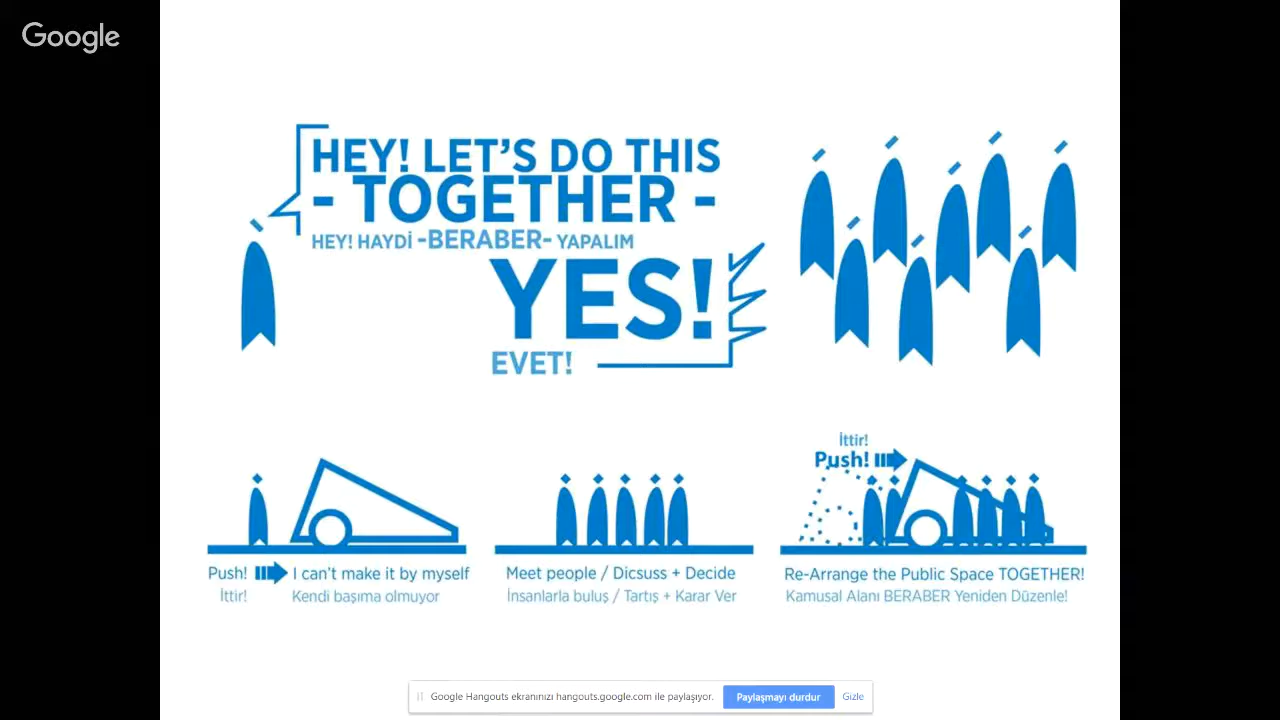 Google
HEY! LET'S DO THIS
- TOGETHER -
HEY! HAYDİ -BERABER- YAPALIM
YES!
EVET!
Push!
I can't make it by myself
İttir!
Kendi başıma olmuyor
Meet people / Dicsuss + Decide
İnsanlarla buluş / Tartış + Karar Ver
İttir!
Push!
Re-Arrange the Public Space TOGETHER!
Kamusal Alanı BERABER Yeniden Düzenle!
Google Hangouts ekranınızı hangouts.google.com ile paylaşıyor.
Paylaşmayı durdur
Gizle